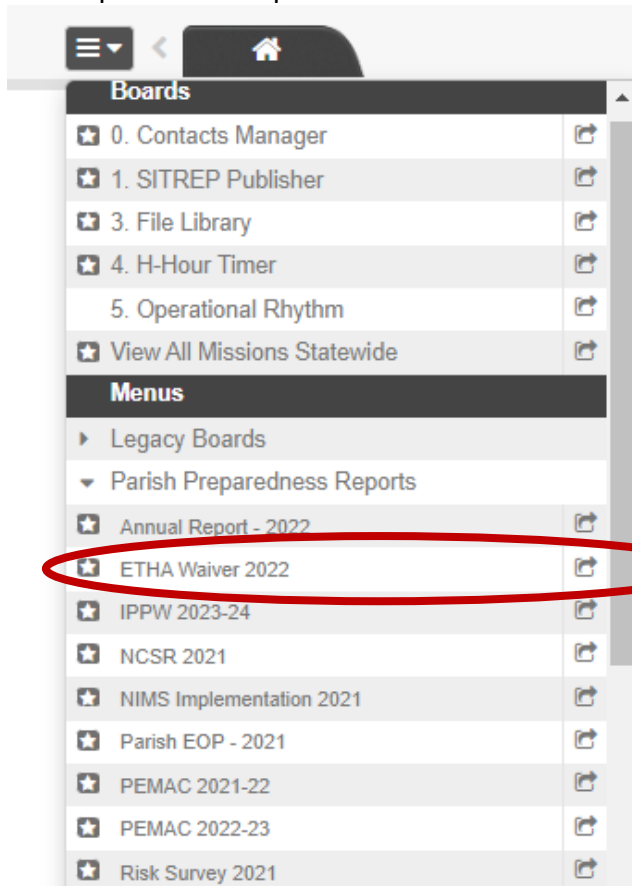 Boards
0. Contacts Manager
1. SITREP Publisher
3. File Library
4. H-Hour Timer
5. Operational Rhythm
View All Missions Statewide
Menus
Legacy Boards
Parish Preparedness Reports
Annual Report - 2022
ETHA Waiver 2022
IPPW 2023-24
NCSR 2021
NIMS Implementation 2021
Parish EOP - 2021
PEMAC 2021-22
PEMAC 2022-23
Risk Survey 2021